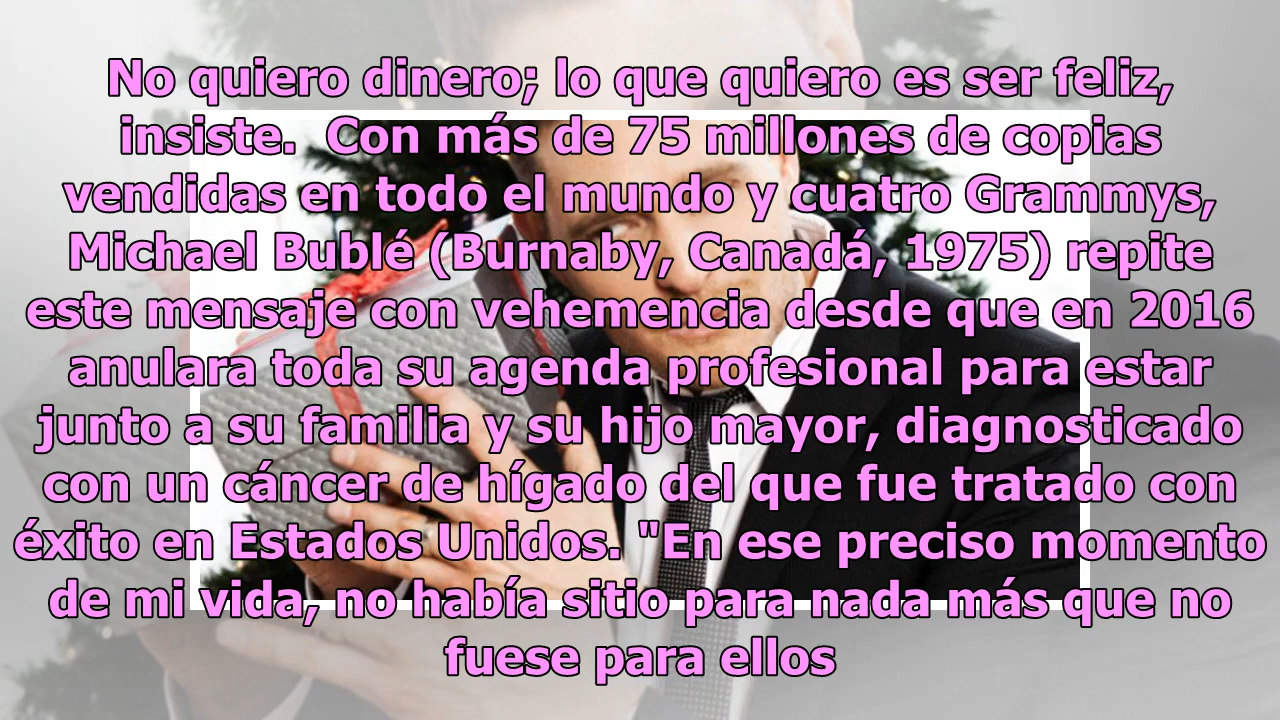 No quiero dinero; lo que quiero es ser feliz,
insiste.  Con más de 75 millones de copias
vendidas en todo el mundo y cuatro Grammys,
Michael Bublé (Burnaby, Canadá, 1975) repite
este mensaje con vehemencia desde que en 2016
anulara toda su agenda profesional para estar
junto a su familia y su hijo mayor, diagnosticado
con un cáncer de hígado del que fue tratado con
éxito en Estados Unidos. "En ese preciso momento
de mi vida, no había sitio para nada más que no
fuese para ellos